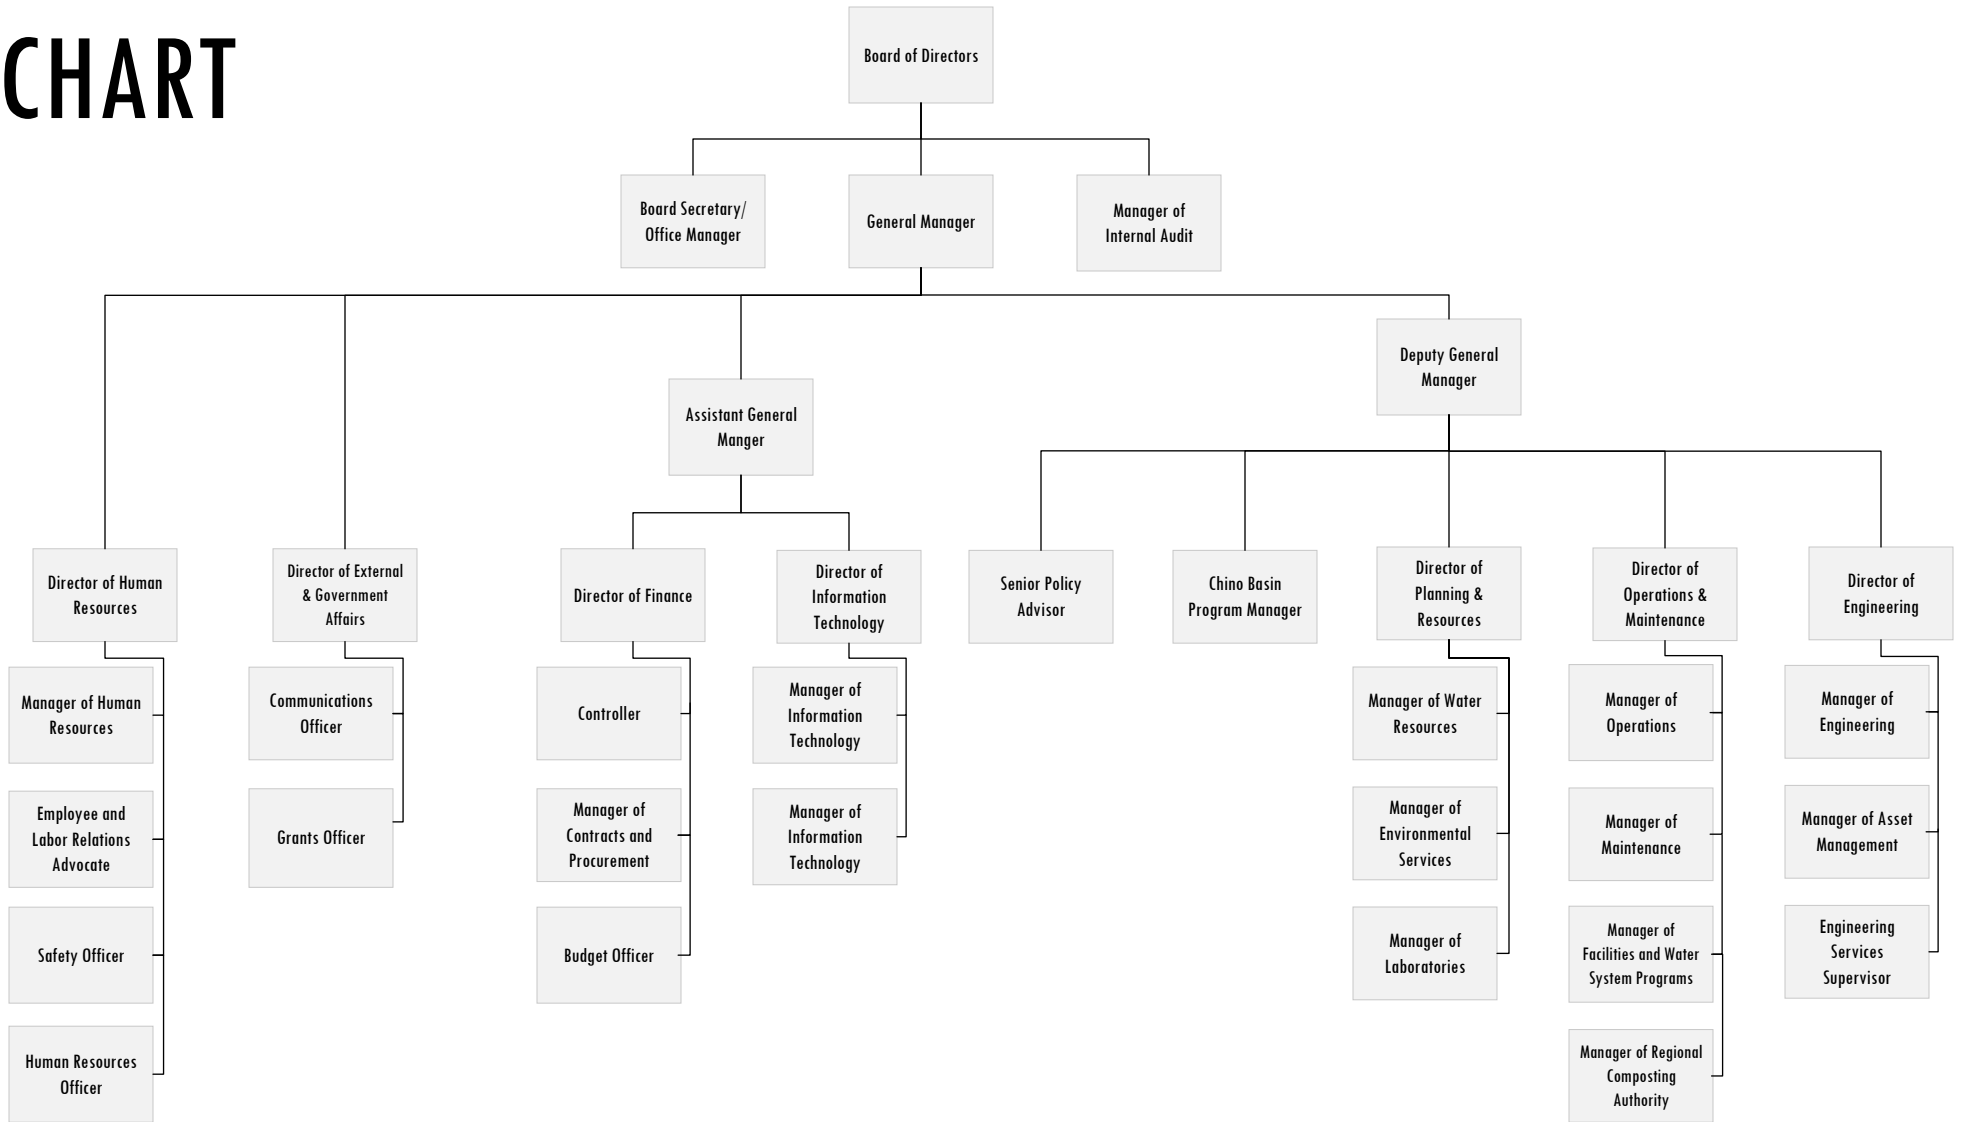 CHART
Board of Directors
Board Secretary/
Office Manager
General Manager
Manager of
Internal Audit
Deputy General
Manager
Assistant General
Manger
Director of Human
Resources
Director of External
& Government
Affairs
Director of Finance
Director of
Information
Technology
Senior Policy
Advisor
Chino Basin
Program Manager
Director of
Planning &
Resources
Director of
Operations &
Maintenance
Director of
Engineering
Manager of Human
Resources
Employee and
Labor Relations
Advocate
Safety Officer
Human Resources
Officer
Communications
Officer
Grants Officer
Controller
Manager of
Contracts and
Procurement
Budget Officer
Manager of
Information
Technology
Manager of
Information
Technology
Manager of Water
Resources
Manager of
Environmental
Services
Manager of
Laboratories
Manager of
Operations
Manager of
Maintenance
Manager of
Facilities and Water
System Programs
Manager of Regional
Composting
Authority
Manager of
Engineering
Manager of Asset
Management
Engineering
Services
Supervisor